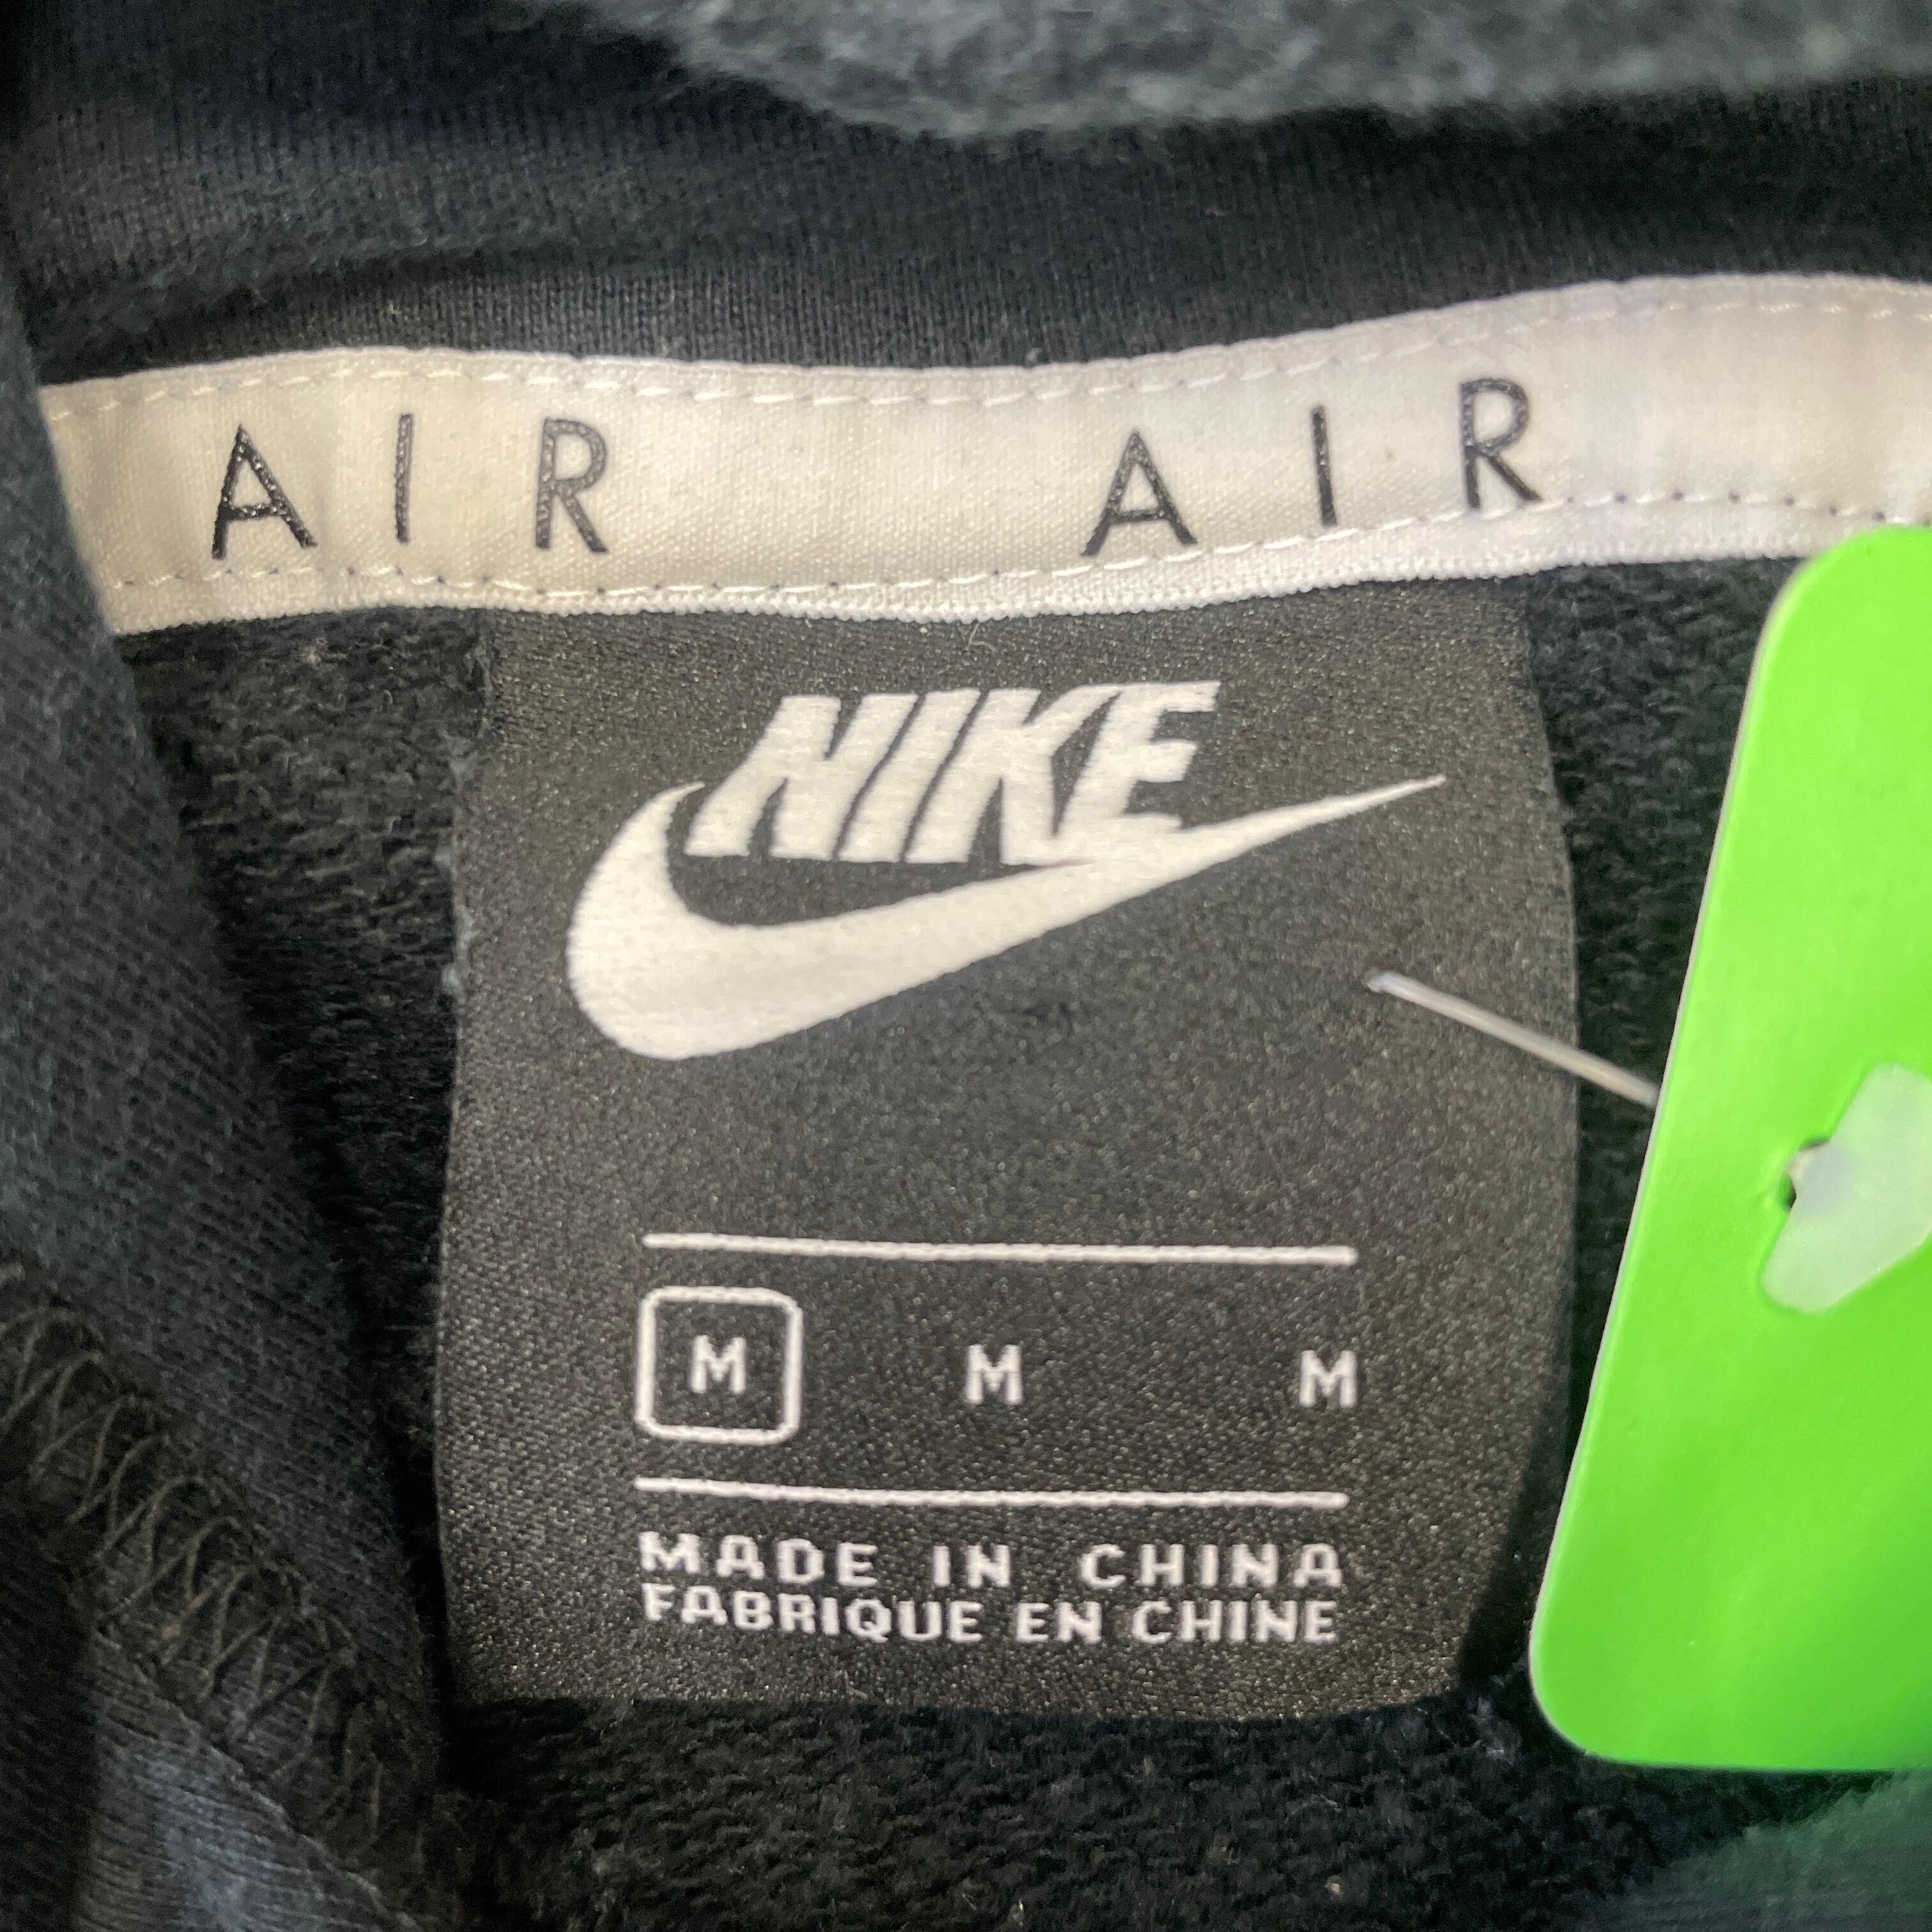 AIR AIR
NIKE
M M M
MADE IN CHINA
FABRIQUE EN CHINE